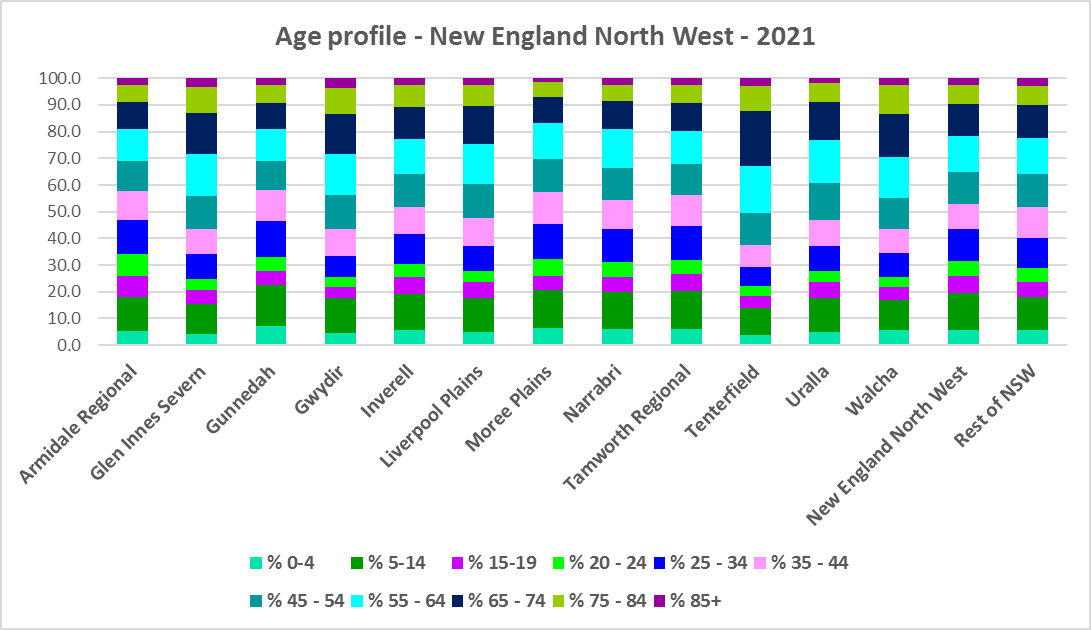 Age profile - New England North West - 2021
100.0
90.0
80.0
70.0
60.0
50.0
40.0
30.0
20.0
10.0
0.0
Armidale Regional
Glen Innes Severn
Gunnedah
Gwydir
Inverell
Liverpool Plains
Moree Plains
Narrabri
Tamworth Regional
Tenterfield
Uralla
Walcha
New England North West
Rest of NSW
% 0-4 % 5-14 % 15-19 % 20 - 24 % 25 - 34 % 35 - 44
% 45 - 54 % 55 - 64 % 65 - 74 % 75 - 84 % 85+